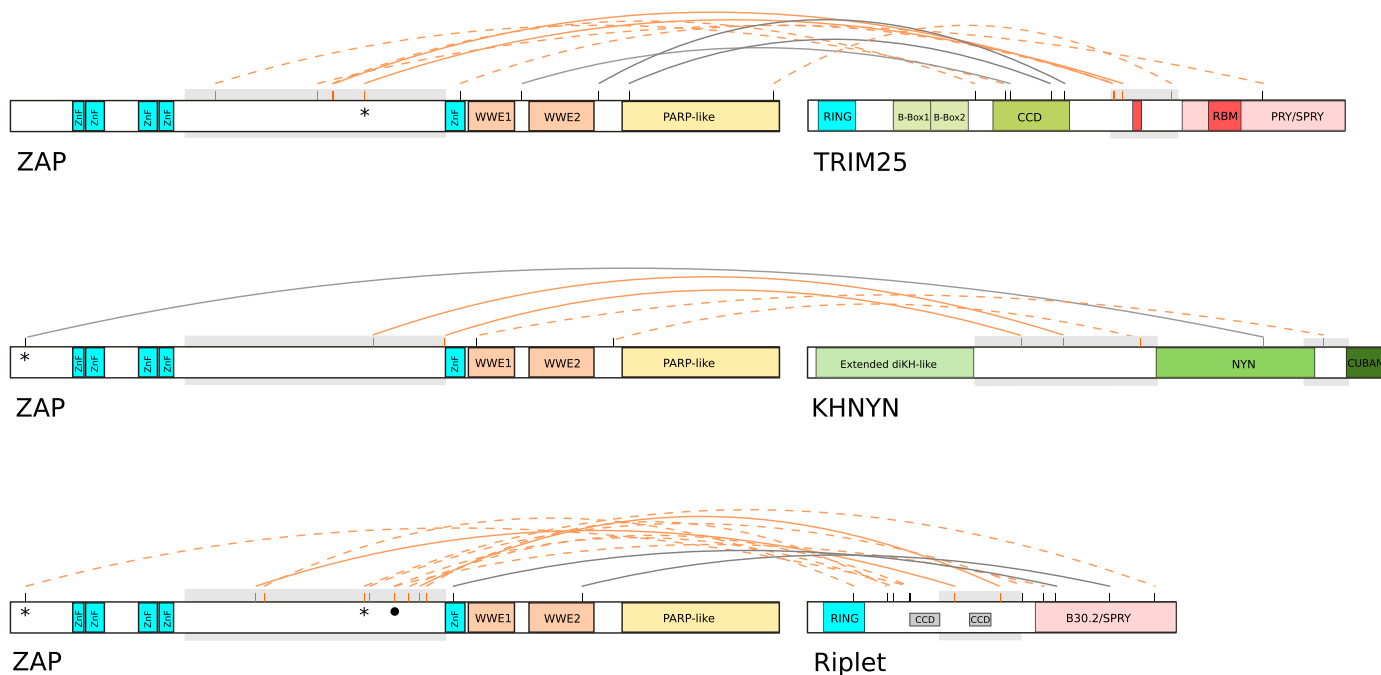 ZnF ZnF ZnF ZnF * ZnF WWE1 WWE2 PARP-like RING B-Box1 B-Box2 CCD RBM PRY/SPRY
ZAP TRIM25
* ZnF ZnF ZnF ZnF ZnF WWE1 WWE2 PARP-like Extended diKH-like NYN CUBAN
ZAP KHNYN
* ZnF ZnF ZnF ZnF * ZnF WWE1 WWE2 PARP-like RING CCD CCD B30.2/SPRY
ZAP Riplet